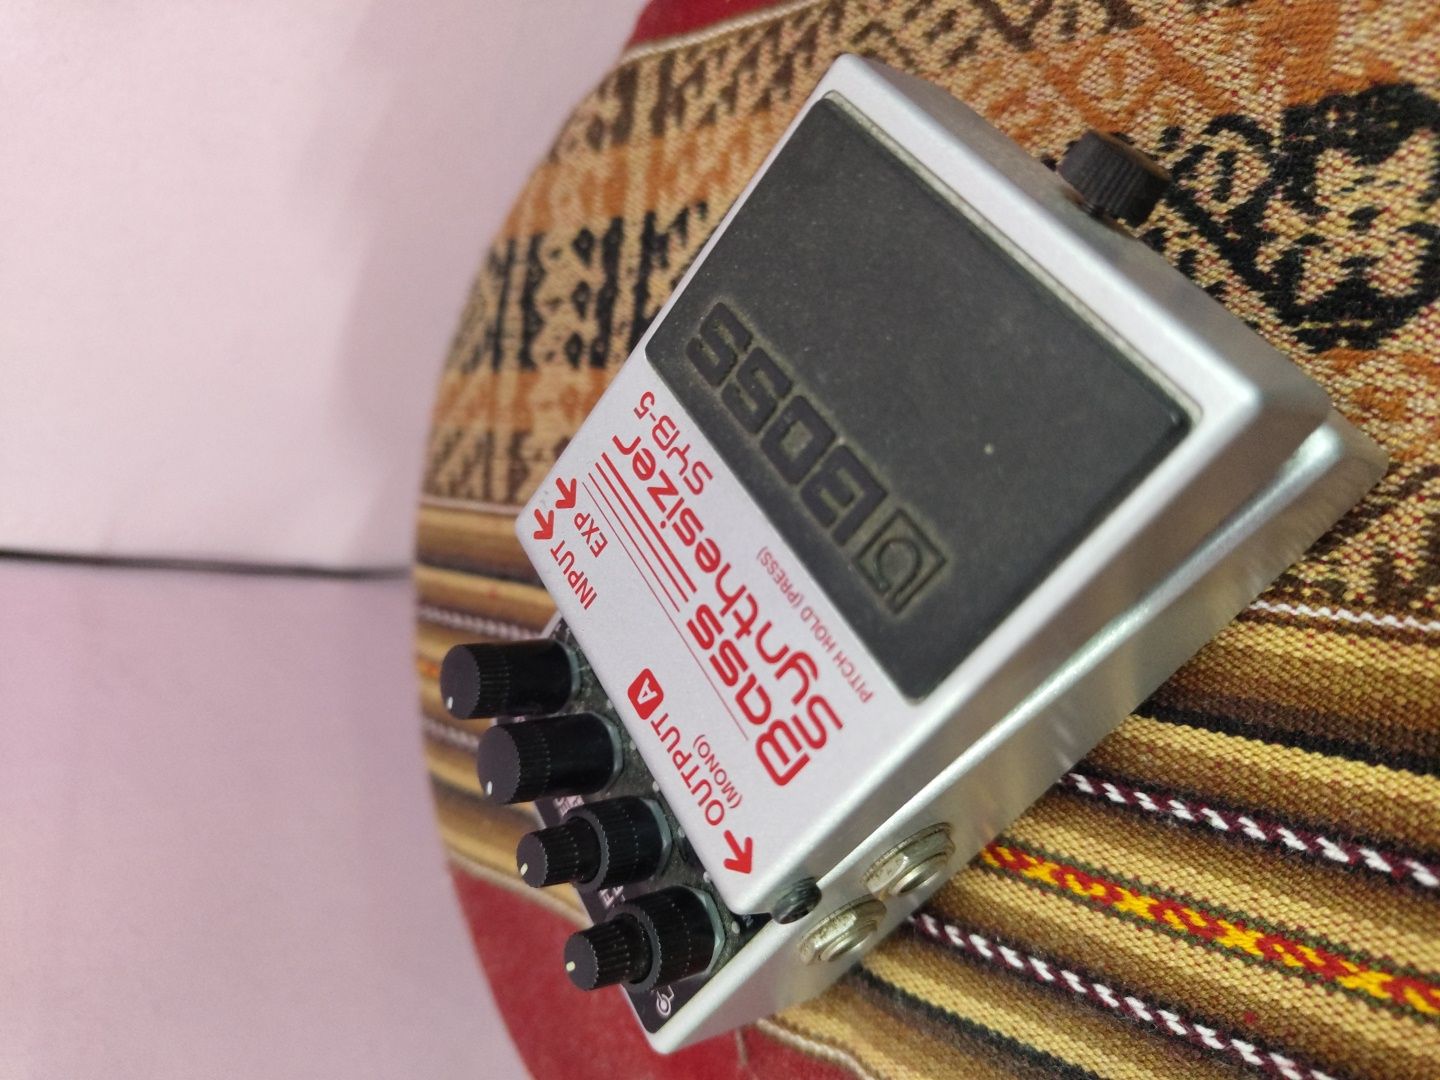 INPUT
EXP
OUTPUT A
(MONO)
Bass
Synthesizer
SYB-5
PITCH HOLD (PRESS)
BOSS